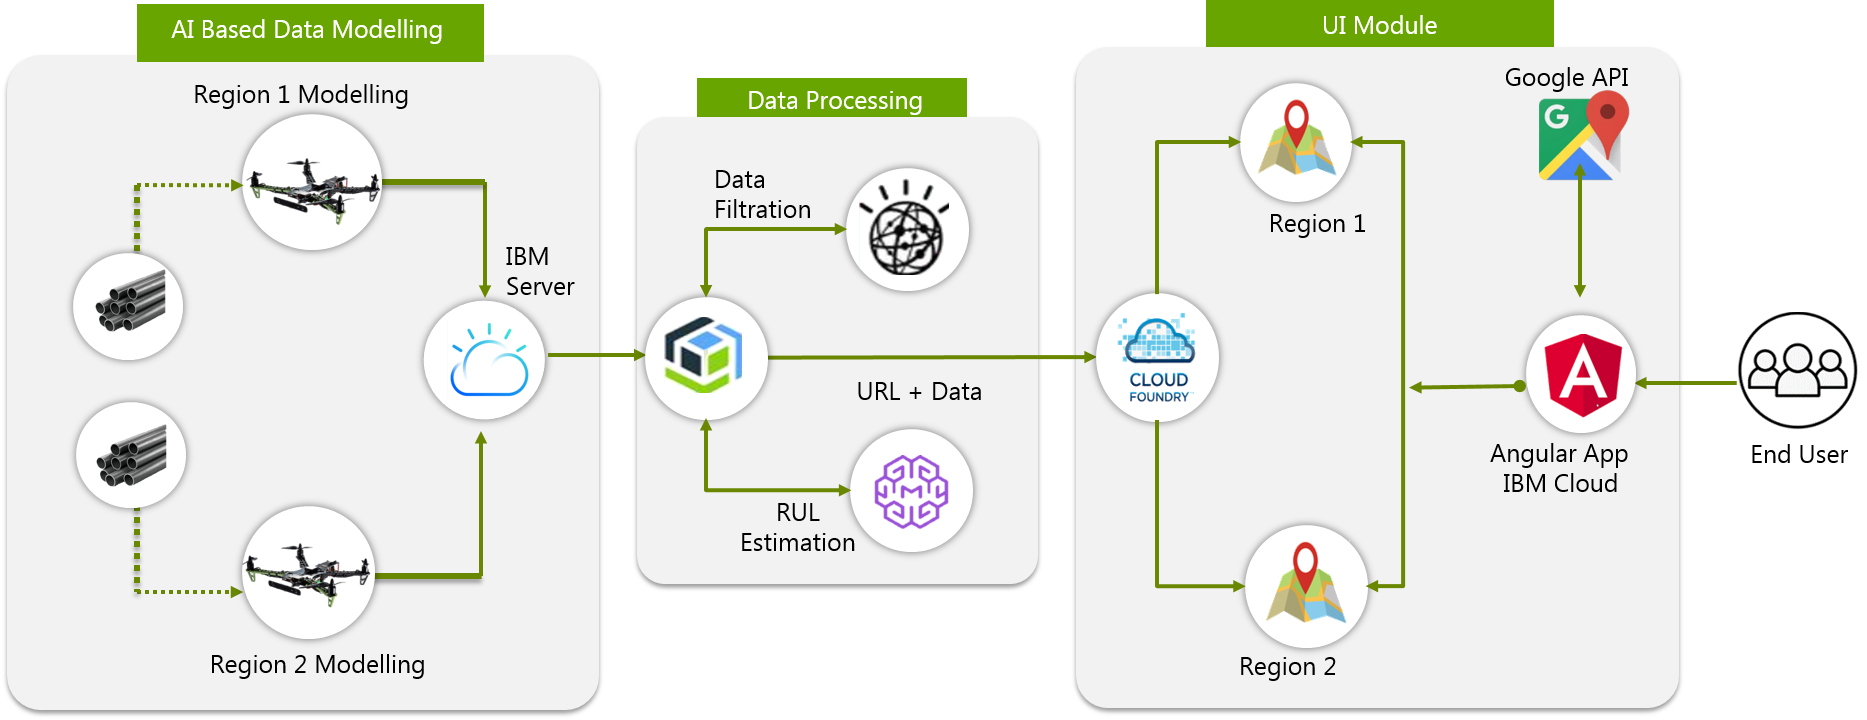 AI Based Data Modelling
Region 1 Modelling
IBM
Server
Region 2 Modelling
Data Processing
Data
Filtration
URL + Data
RUL
Estimation
UI Module
Google API
G
Region 1
CLOUD
FOUNDRY
A
Angular App
IBM Cloud
End User
Region 2